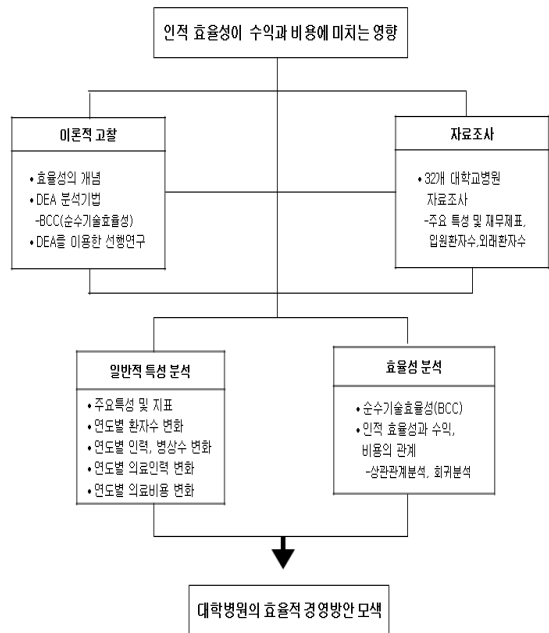 인적 효율성이 수익과 비용에 미치는 영향
이론적 고찰
• 효율성의 개념
• DEA 분석기법
-BCC(순수기술효율성)
• DEA를 이용한 선행연구
자료조사
• 32개 대학교병원
자료조사
-주요 특성 및 재무제표,
입원환자수,외래환자수
일반적 특성 분석
• 주요특성 및 지표
• 연도별 환자수 변화
• 연도별 인력, 병상수 변화
• 연도별 의료인력 변화
• 연도별 의료비용 변화
효율성 분석
• 순수기술효율성(BCC)
• 인적 효율성과 수익,
비용의 관계
-상관관계분석, 회귀분석
대학병원의 효율적 경영방안 모색